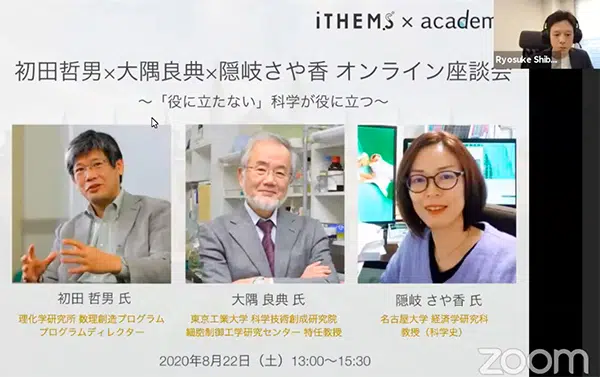 iTHEMS × academ
Ryosuke Shib...
初田哲男×大隅良典×隠岐さや香 オンライン座談会
～「役に立たない」科学が役に立つ～
初田 哲男 氏
理化学研究所 数理創造プログラム
プログラムディレクター
大隅 良典 氏
東京工業大学 科学技術創成研究院
細胞制御工学研究センター 特任教授
隠岐 さや香 氏
名古屋大学 経済学研究科
教授（科学史）
2020年8月22日（土）13:00～15:30
zoom